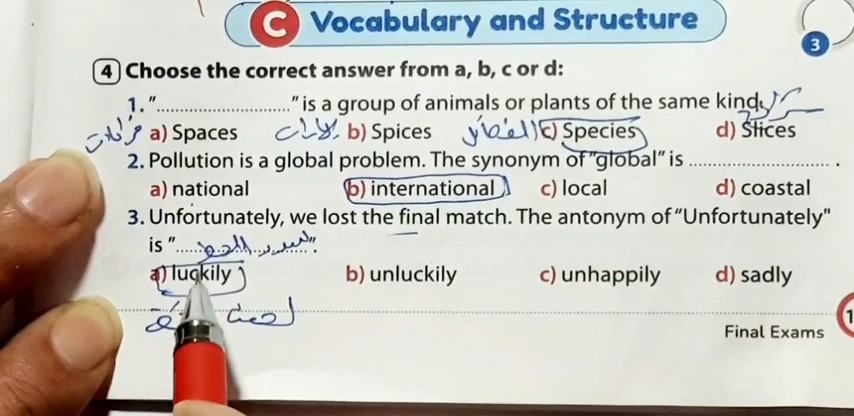 C Vocabulary and Structure
3
4 Choose the correct answer from a, b, c or d:
1. "............................" is a group of animals or plants of the same kind.
a) Spaces b) Spices c) Species d) Slices
2. Pollution is a global problem. The synonym of "global" is ............................ .
a) national b) international c) local d) coastal
3. Unfortunately, we lost the final match. The antonym of "Unfortunately"
is "............................".
a) luckily b) unluckily c) unhappily d) sadly
Final Exams